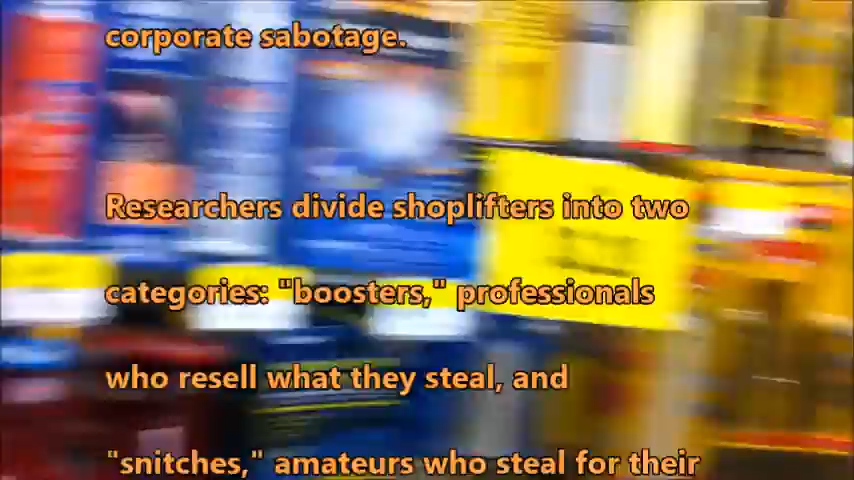 corporate sabotage.
Researchers divide shoplifters into two
categories: "boosters," professionals
who resell what they steal, and
"snitches," amateurs who steal for their